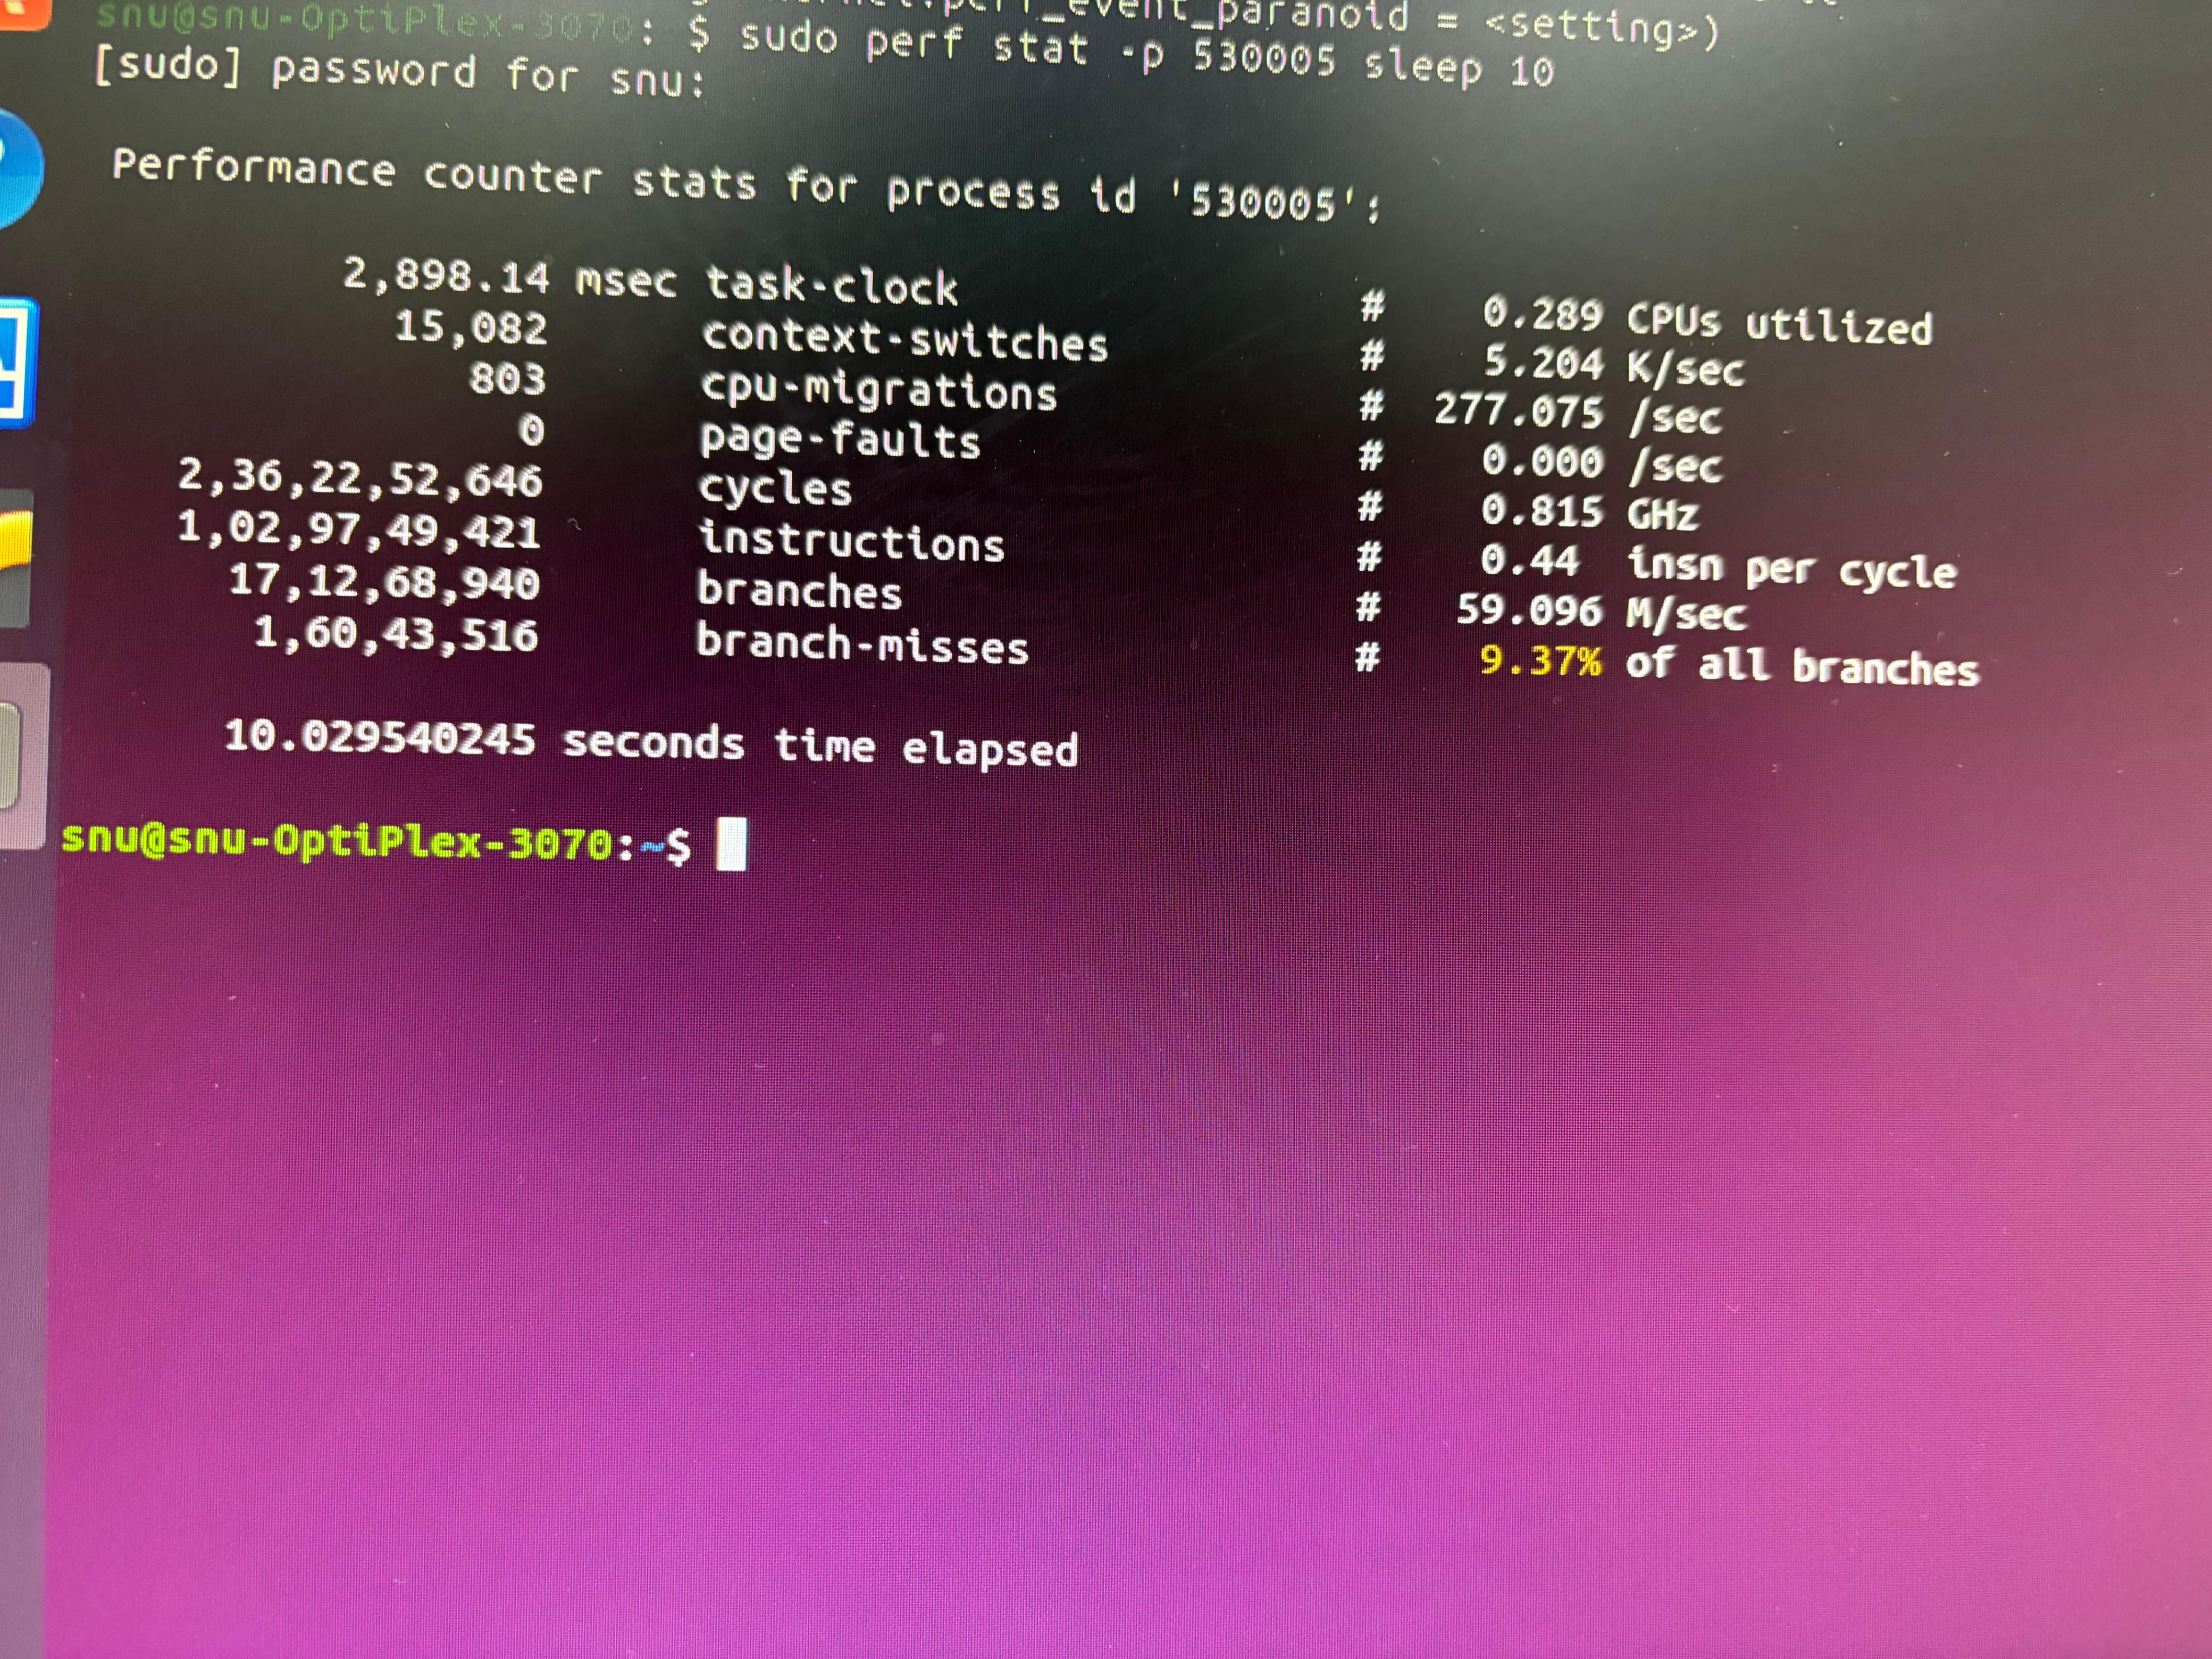 _event_paranoid = <setting>)
snu@snu-OptiPlex-3070: $ sudo perf stat -p 530005 sleep 10
[sudo] password for snu:
Performance counter stats for process id '530005':
2,898.14 msec task-clock # 0.289 CPUs utilized
15,082 context-switches # 5.204 K/sec
803 cpu-migrations # 277.075 /sec
0 page-faults # 0.000 /sec
2,36,22,52,646 cycles # 0.815 GHz
1,02,97,49,421 instructions # 0.44 insn per cycle
17,12,68,940 branches # 59.096 M/sec
1,60,43,516 branch-misses # 9.37% of all branches
10.029540245 seconds time elapsed
snu@snu-OptiPlex-3070:~$